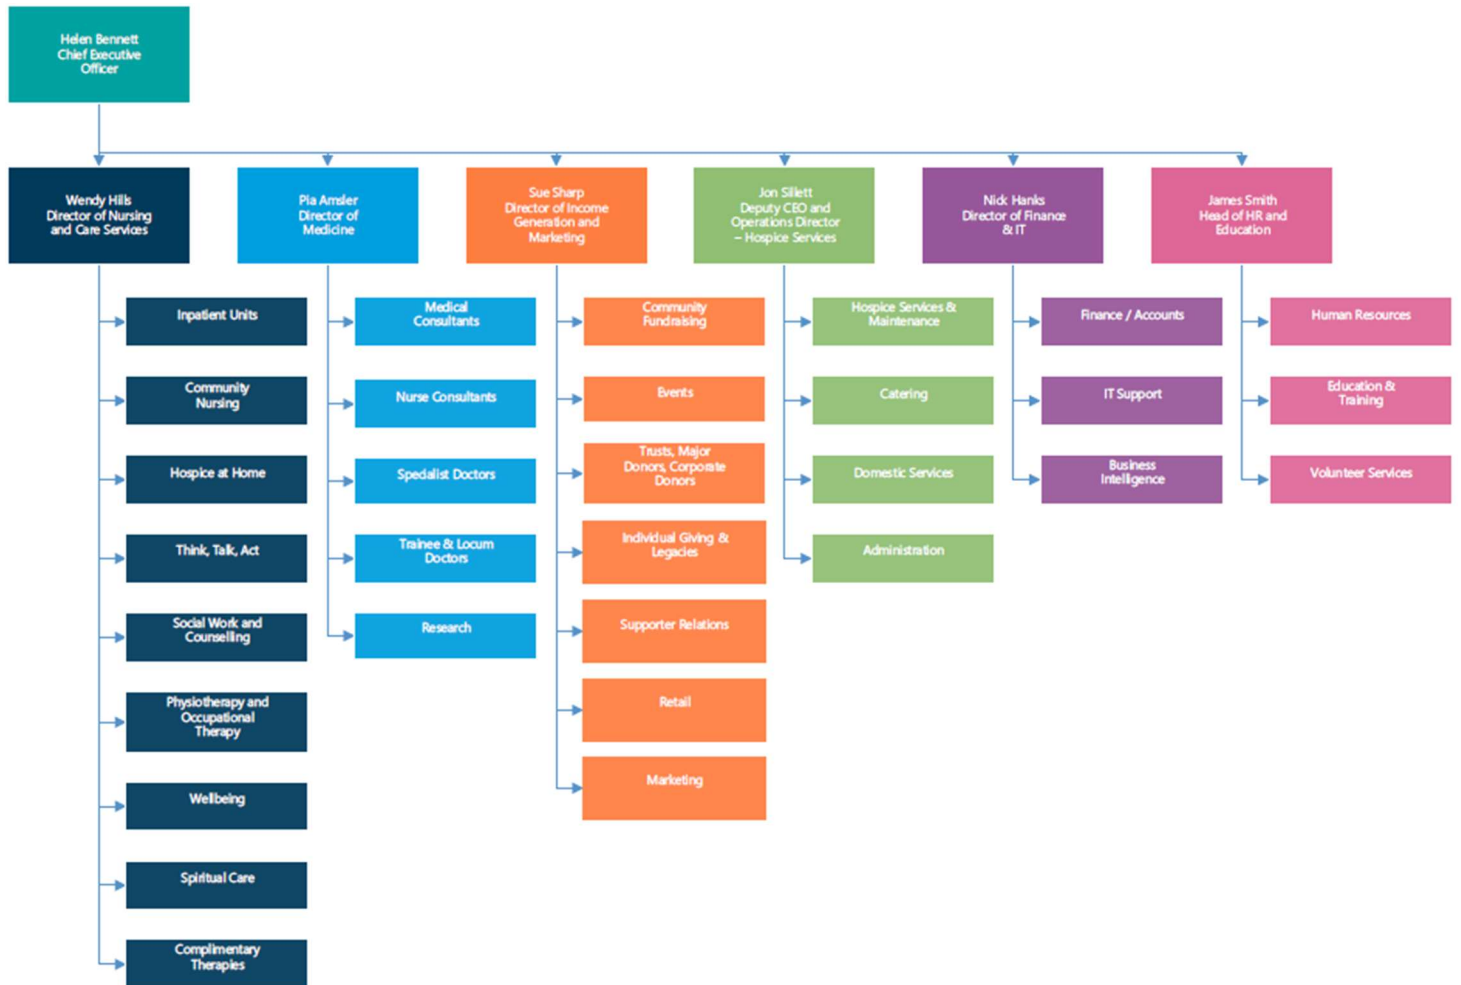 Helen Bennett
Chief Executive
Officer
Wendy Hills
Director of Nursing
and Care Services
Pia Amsler
Director of
Medicine
Sue Sharp
Director of Income
Generation and
Marketing
Jon Sillett
Deputy CEO and
Operations Director
– Hospice Services
Nick Hanks
Director of Finance
& IT
James Smith
Head of HR and
Education
Inpatient Units
Community
Nursing
Hospice at Home
Think, Talk, Act
Social Work and
Counselling
Physiotherapy and
Occupational
Therapy
Wellbeing
Spiritual Care
Complimentary
Therapies
Medical
Consultants
Nurse Consultants
Specialist Doctors
Trainee & Locum
Doctors
Research
Community
Fundraising
Events
Trusts, Major
Donors, Corporate
Donors
Individual Giving &
Legacies
Supporter Relations
Retail
Marketing
Hospice Services &
Maintenance
Catering
Domestic Services
Administration
Finance / Accounts
IT Support
Business
Intelligence
Human Resources
Education &
Training
Volunteer Services